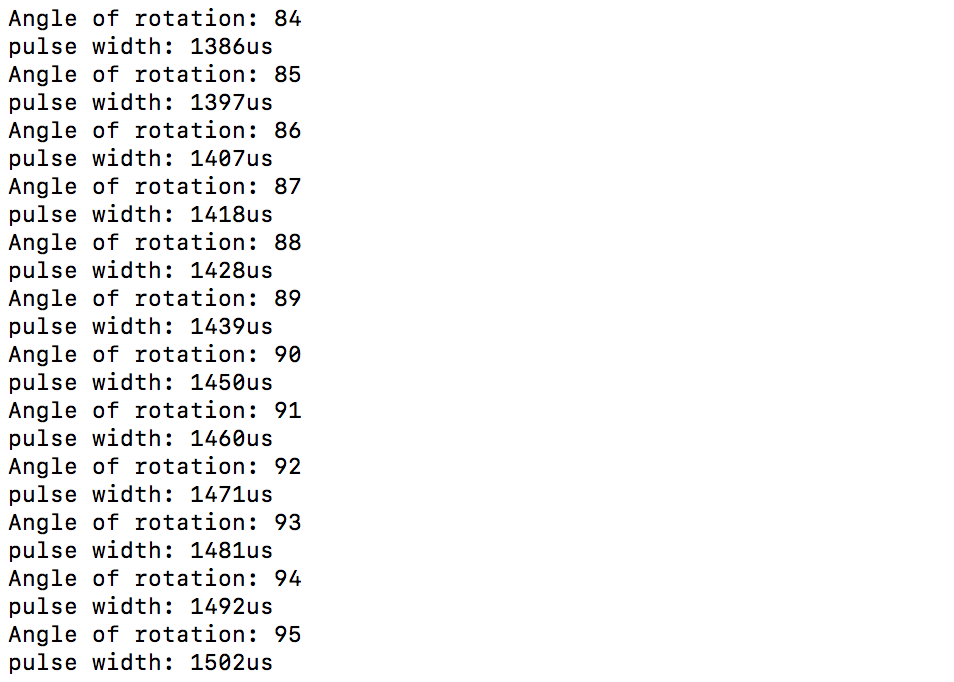 Angle of rotation: 84
pulse width: 1386us
Angle of rotation: 85
pulse width: 1397us
Angle of rotation: 86
pulse width: 1407us
Angle of rotation: 87
pulse width: 1418us
Angle of rotation: 88
pulse width: 1428us
Angle of rotation: 89
pulse width: 1439us
Angle of rotation: 90
pulse width: 1450us
Angle of rotation: 91
pulse width: 1460us
Angle of rotation: 92
pulse width: 1471us
Angle of rotation: 93
pulse width: 1481us
Angle of rotation: 94
pulse width: 1492us
Angle of rotation: 95
pulse width: 1502us